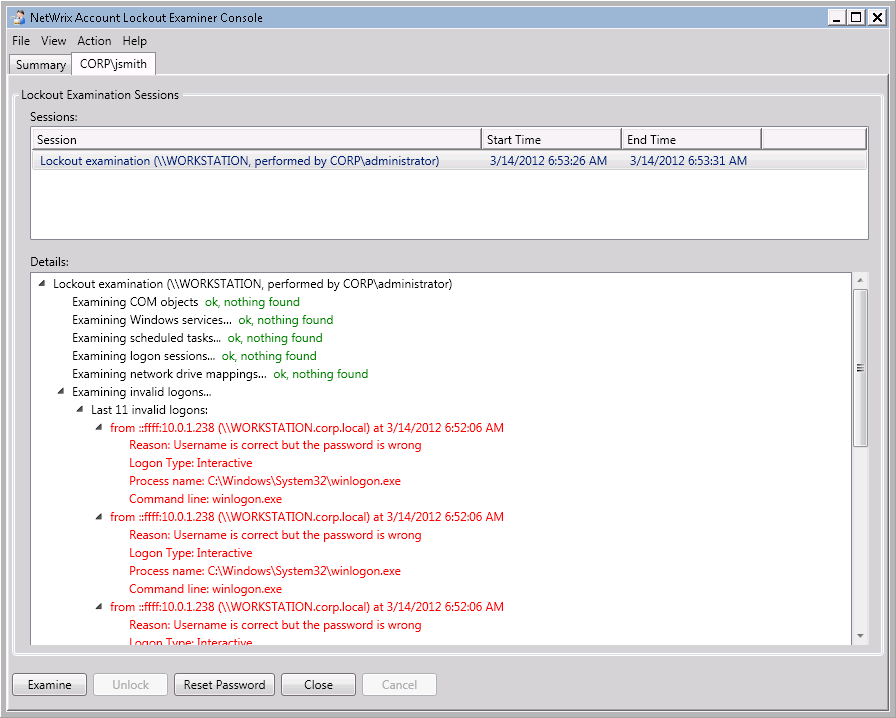 NetWrix Account Lockout Examiner Console
File View Action Help
Summary CORP\jsmith
Lockout Examination Sessions
Sessions:
Session Start Time End Time
Lockout examination (\\WORKSTATION, performed by CORP\administrator) 3/14/2012 6:53:26 AM 3/14/2012 6:53:31 AM
Details:
Lockout examination (\\WORKSTATION, performed by CORP\administrator)
Examining COM objects ok, nothing found
Examining Windows services... ok, nothing found
Examining scheduled tasks... ok, nothing found
Examining logon sessions... ok, nothing found
Examining network drive mappings... ok, nothing found
Examining invalid logons...
Last 11 invalid logons:
from ::ffff:10.0.1.238 (\\WORKSTATION.corp.local) at 3/14/2012 6:52:06 AM
Reason: Username is correct but the password is wrong
Logon Type: Interactive
Process name: C:\Windows\System32\winlogon.exe
Command line: winlogon.exe
from ::ffff:10.0.1.238 (\\WORKSTATION.corp.local) at 3/14/2012 6:52:06 AM
Reason: Username is correct but the password is wrong
Logon Type: Interactive
Process name: C:\Windows\System32\winlogon.exe
Command line: winlogon.exe
from ::ffff:10.0.1.238 (\\WORKSTATION.corp.local) at 3/14/2012 6:52:06 AM
Reason: Username is correct but the password is wrong
Logon Type: Interactive
Examine Unlock Reset Password Close Cancel